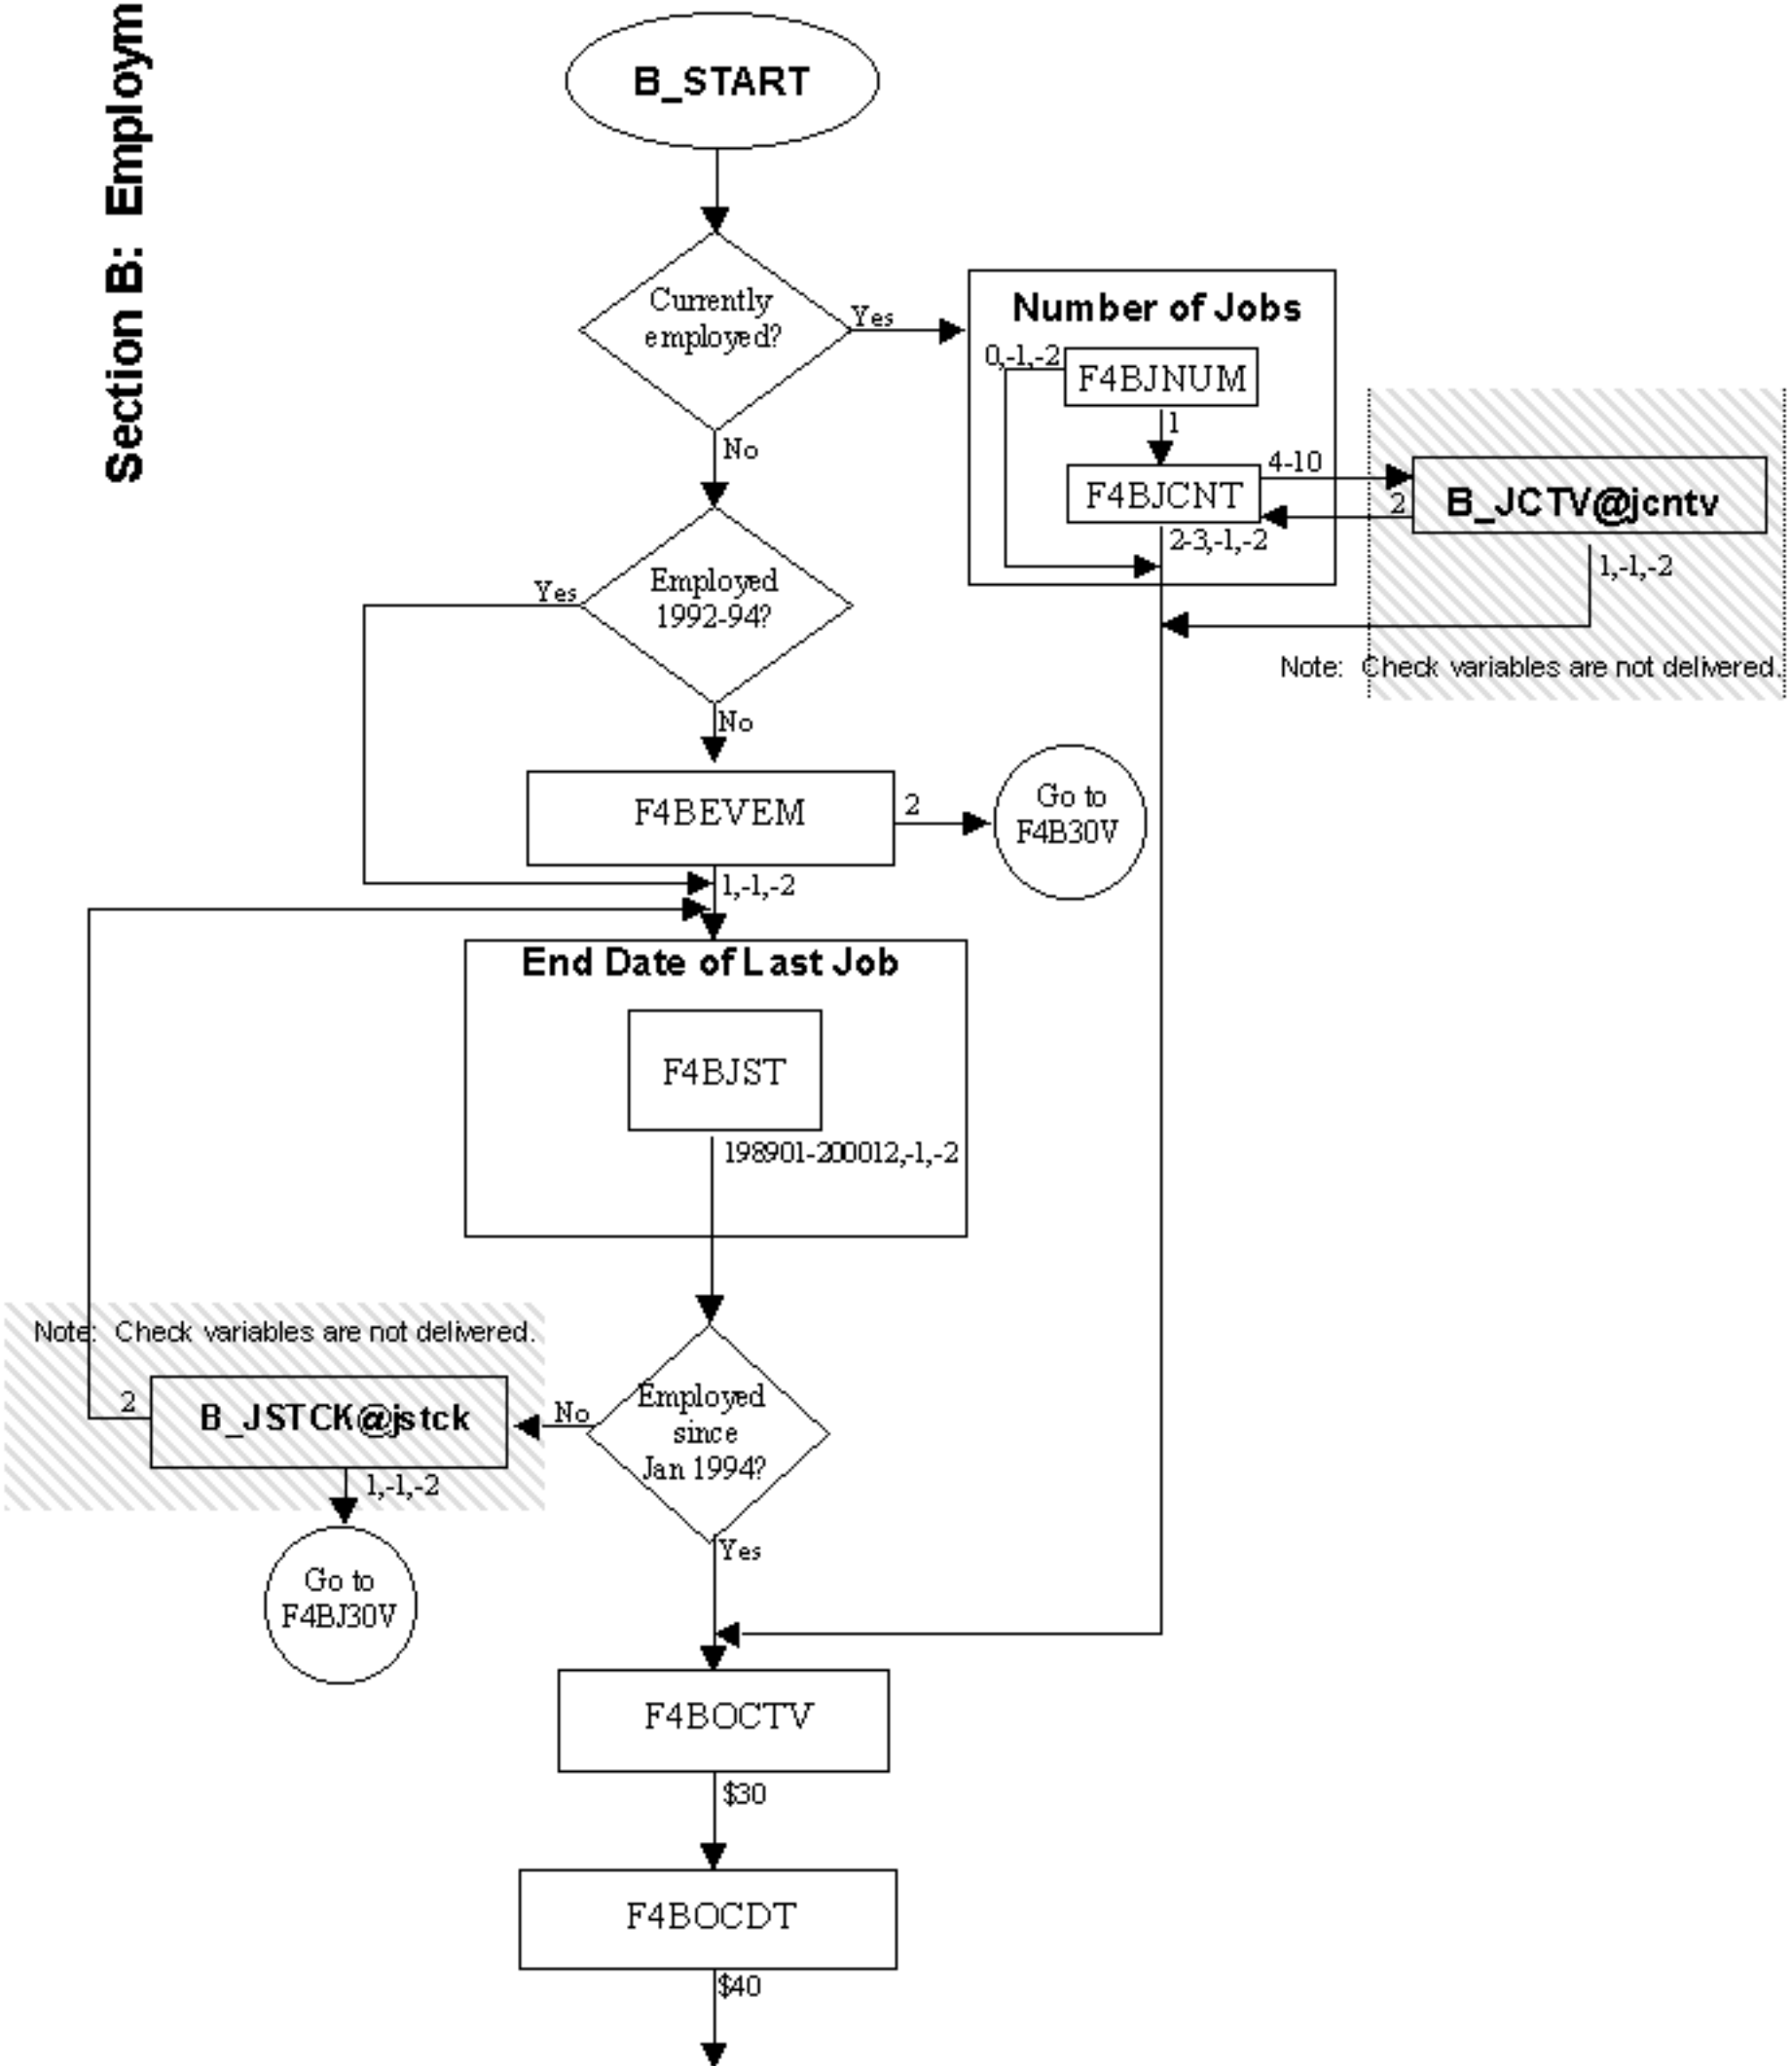 Section B: Employm
B_START
Currently
employed?
Yes
No
Number of Jobs
0,-1,-2
F4BJNUM
1
F4BJCNT
4-10
2
B_JCTV@jcntv
2-3,-1,-2
1,-1,-2
Note: Check variables are not delivered.
Employed
1992-94?
Yes
No
F4BEVEM
2
Go to
F4B30V
1,-1,-2
End Date of Last Job
F4BJST
198901-200012,-1,-2
Note: Check variables are not delivered.
2
B_JSTCK@jstck
No
Employed
since
Jan 1994?
1,-1,-2
Yes
Go to
F4BJ30V
F4BOCTV
$30
F4BOCDT
$40